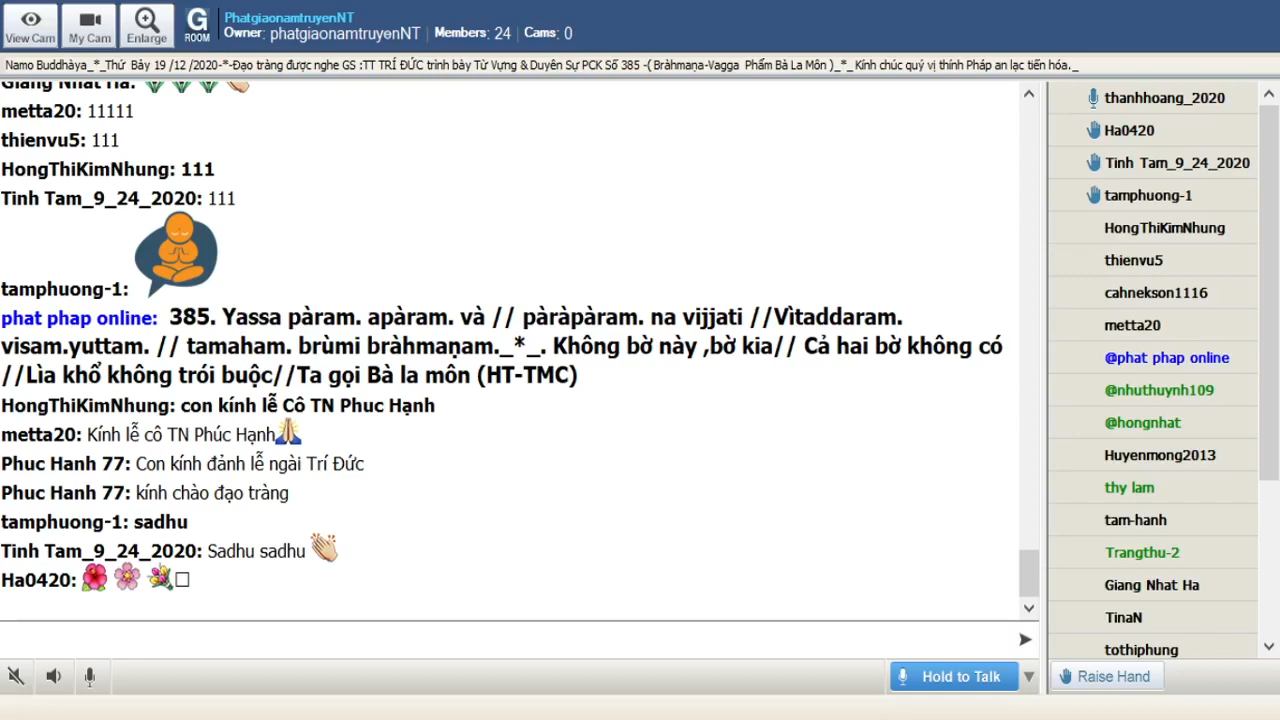 View Cam
My Cam
Enlarge
G
ROOM
PhatgiaonamtruyenNT
Owner: phatgiaonamtruyenNT | Members: 24 | Cams: 0
Namo Buddhàya_*_Thứ Bảy 19 /12 /2020-*-Đạo tràng được nghe GS :TT TRÍ ĐỨC trình bày Từ Vựng & Duyên Sự PCK Số 385 -( Bràhmaṇa-Vagga Phẩm Bà La Môn )_*_ Kính chúc quý vị thính Pháp an lạc tiến hóa._
Giang Nhat Ha:
metta20: 11111
thienvu5: 111
HongThiKimNhung: 111
Tinh Tam_9_24_2020: 111
tamphuong-1:
phat phap online: 385. Yassa pàram. apàram. và // pàràpàram. na vijjati //Vìtaddaram.
visam.yuttam. // tamaham. brùmi bràhmaṇam._*_. Không bờ này ,bờ kia// Cả hai bờ không có
//Lìa khổ không trói buộc//Ta gọi Bà la môn (HT-TMC)
HongThiKimNhung: con kính lễ Cô TN Phuc Hạnh
metta20: Kính lễ cô TN Phúc Hạnh
Phuc Hanh 77: Con kính đảnh lễ ngài Trí Đức
Phuc Hanh 77: kính chào đạo tràng
tamphuong-1: sadhu
Tinh Tam_9_24_2020: Sadhu sadhu
Ha0420:
Hold to Talk
thanhhoang_2020
Ha0420
Tinh Tam_9_24_2020
tamphuong-1
HongThiKimNhung
thienvu5
cahnekson1116
metta20
@phat phap online
@nhuthuynh109
@hongnhat
Huyenmong2013
thy lam
tam-hanh
Trangthu-2
Giang Nhat Ha
TinaN
tothiphung
Raise Hand